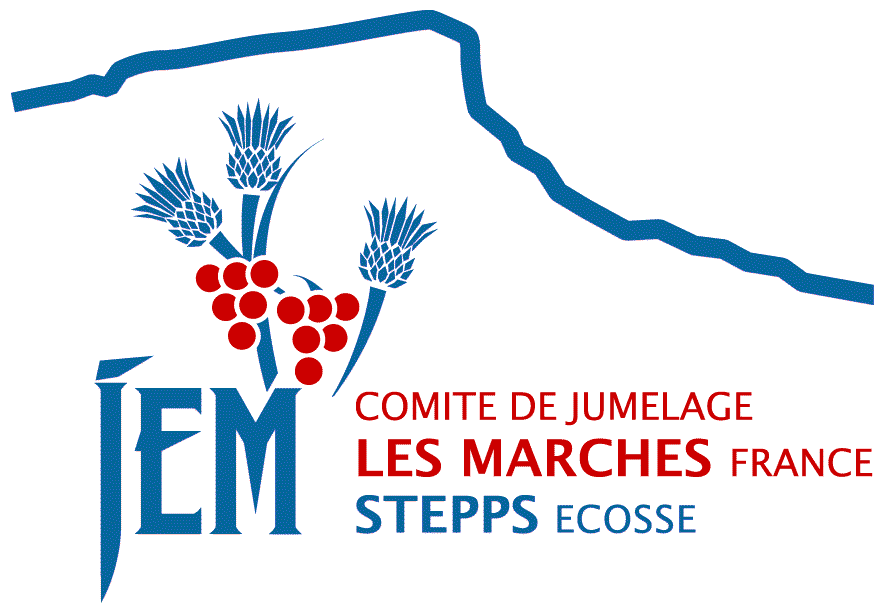 JEM
COMITE DE JUMELAGE
LES MARCHES FRANCE
STEPPS ECOSSE